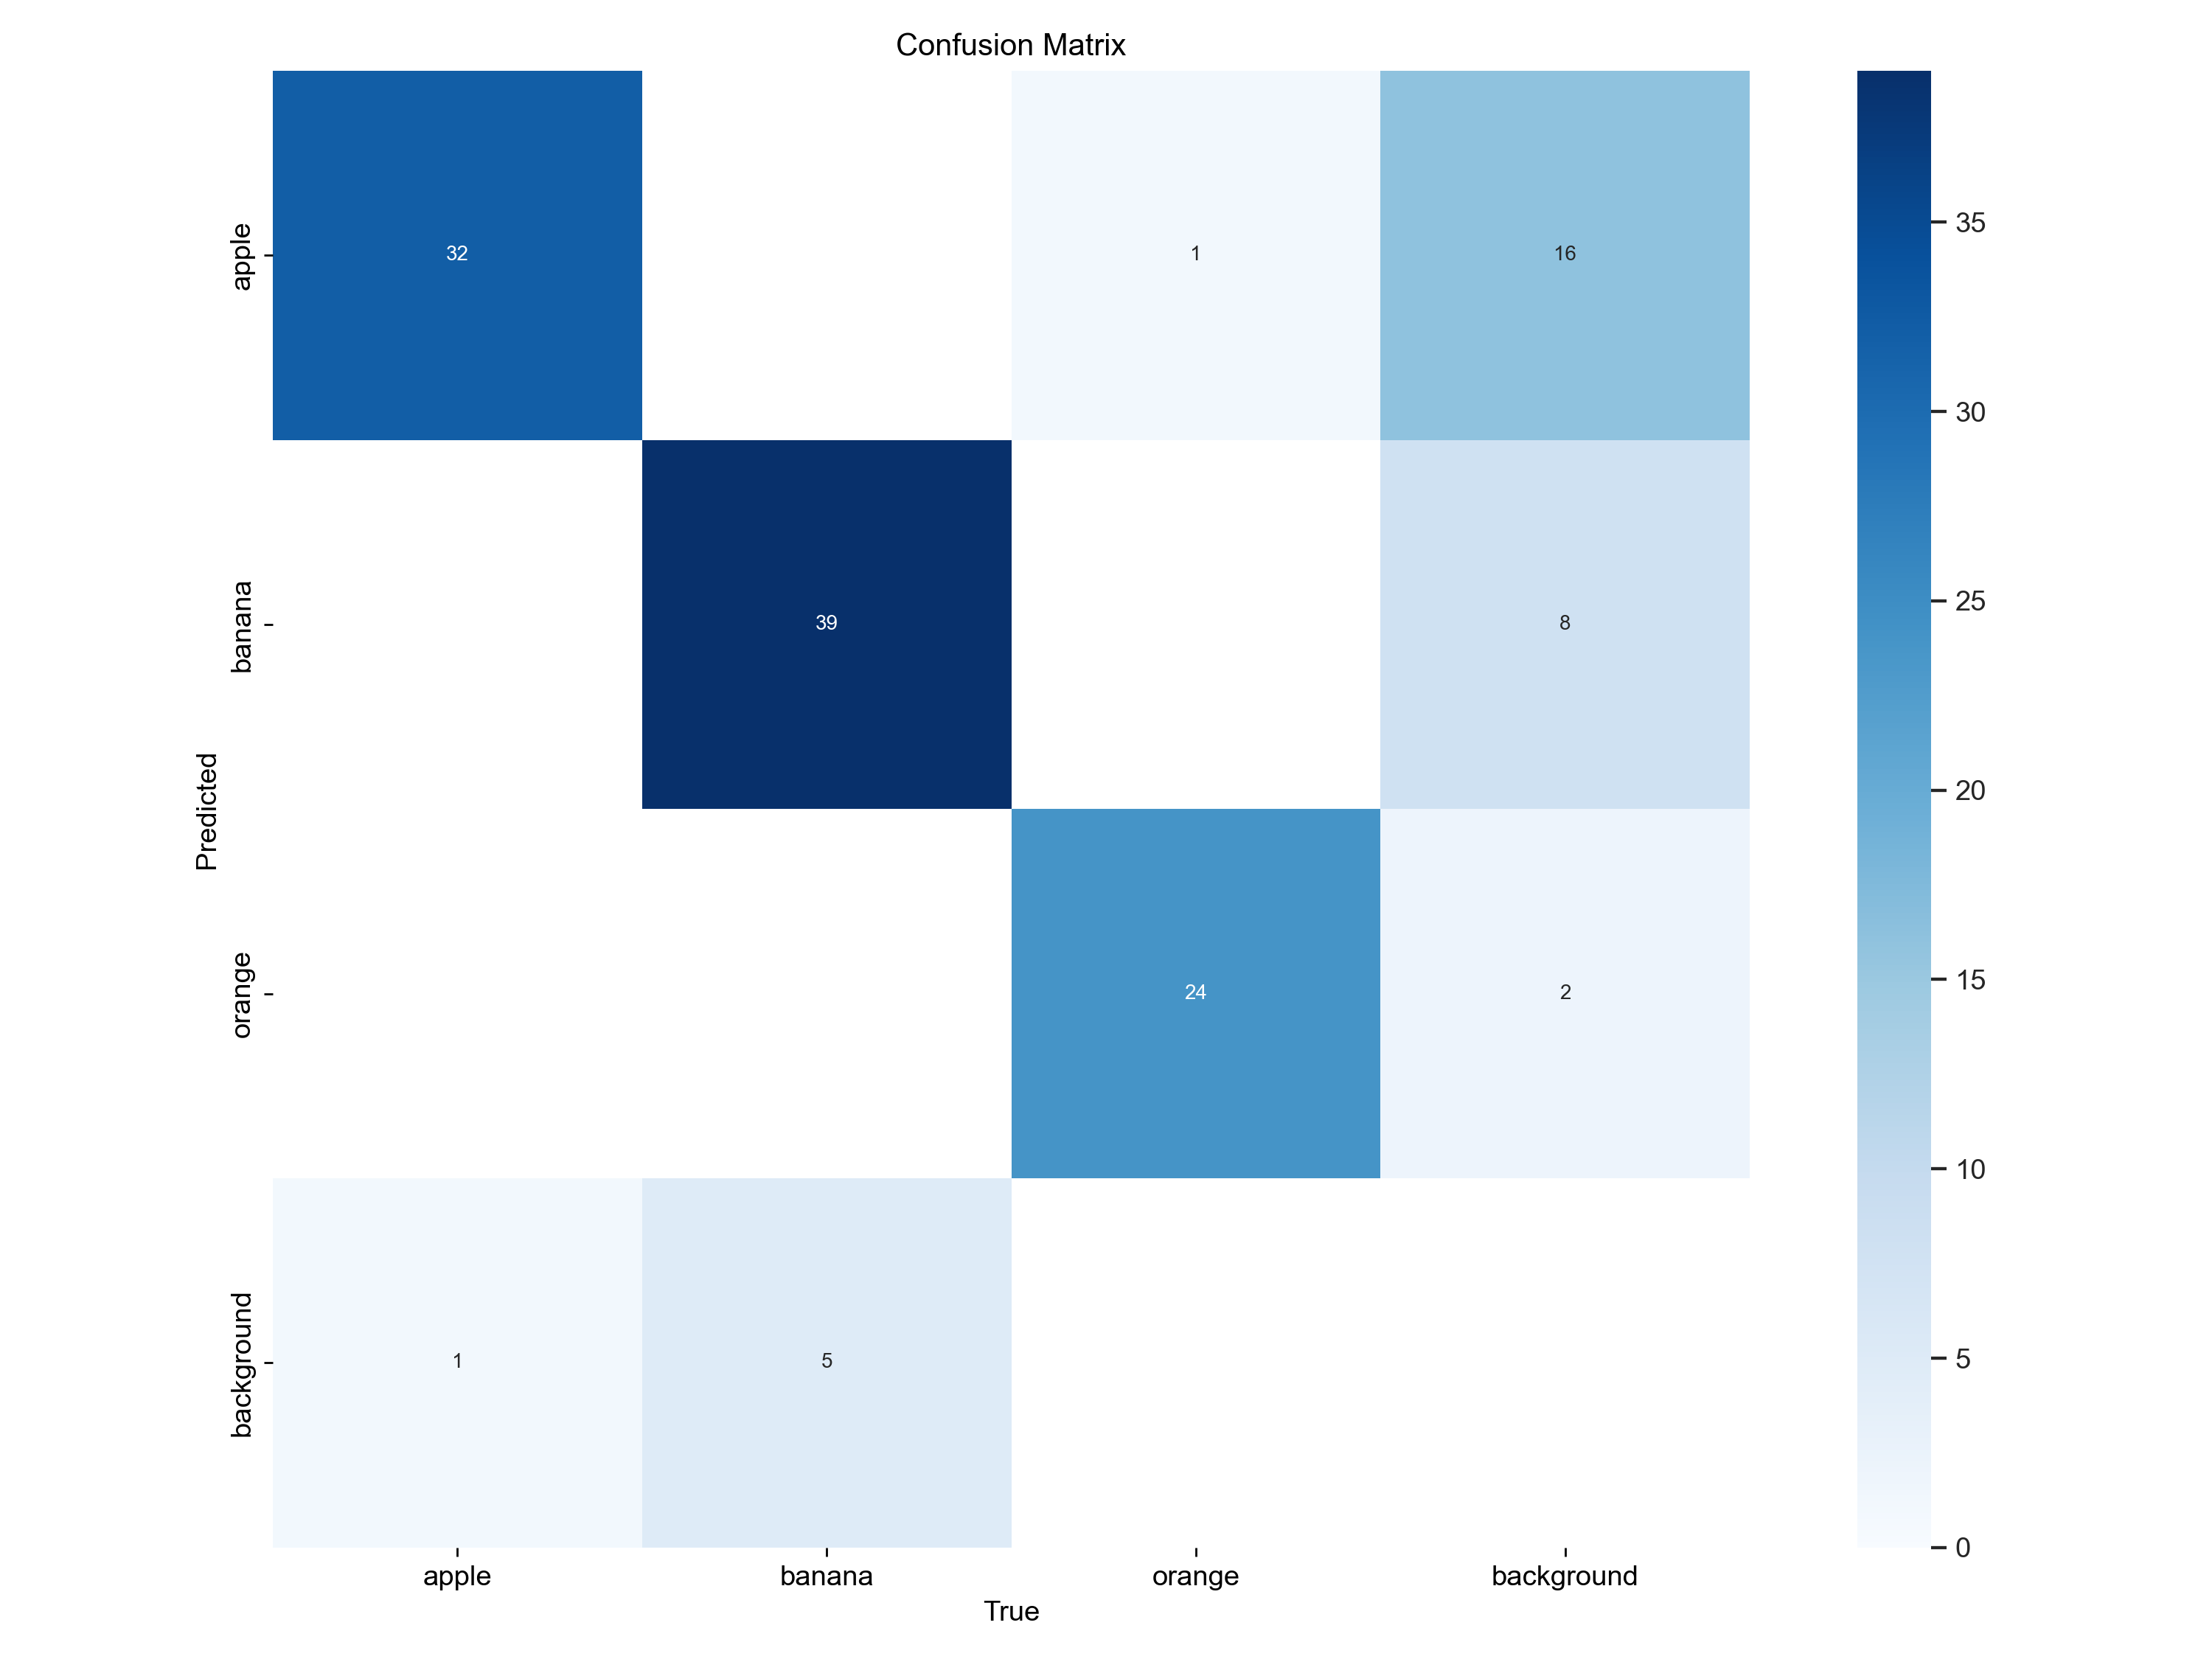 Confusion Matrix
apple
32
1
16
banana
39
8
orange
24
2
background
1
5
Predicted
apple
banana
orange
background
True
35
30
25
20
15
10
5
0